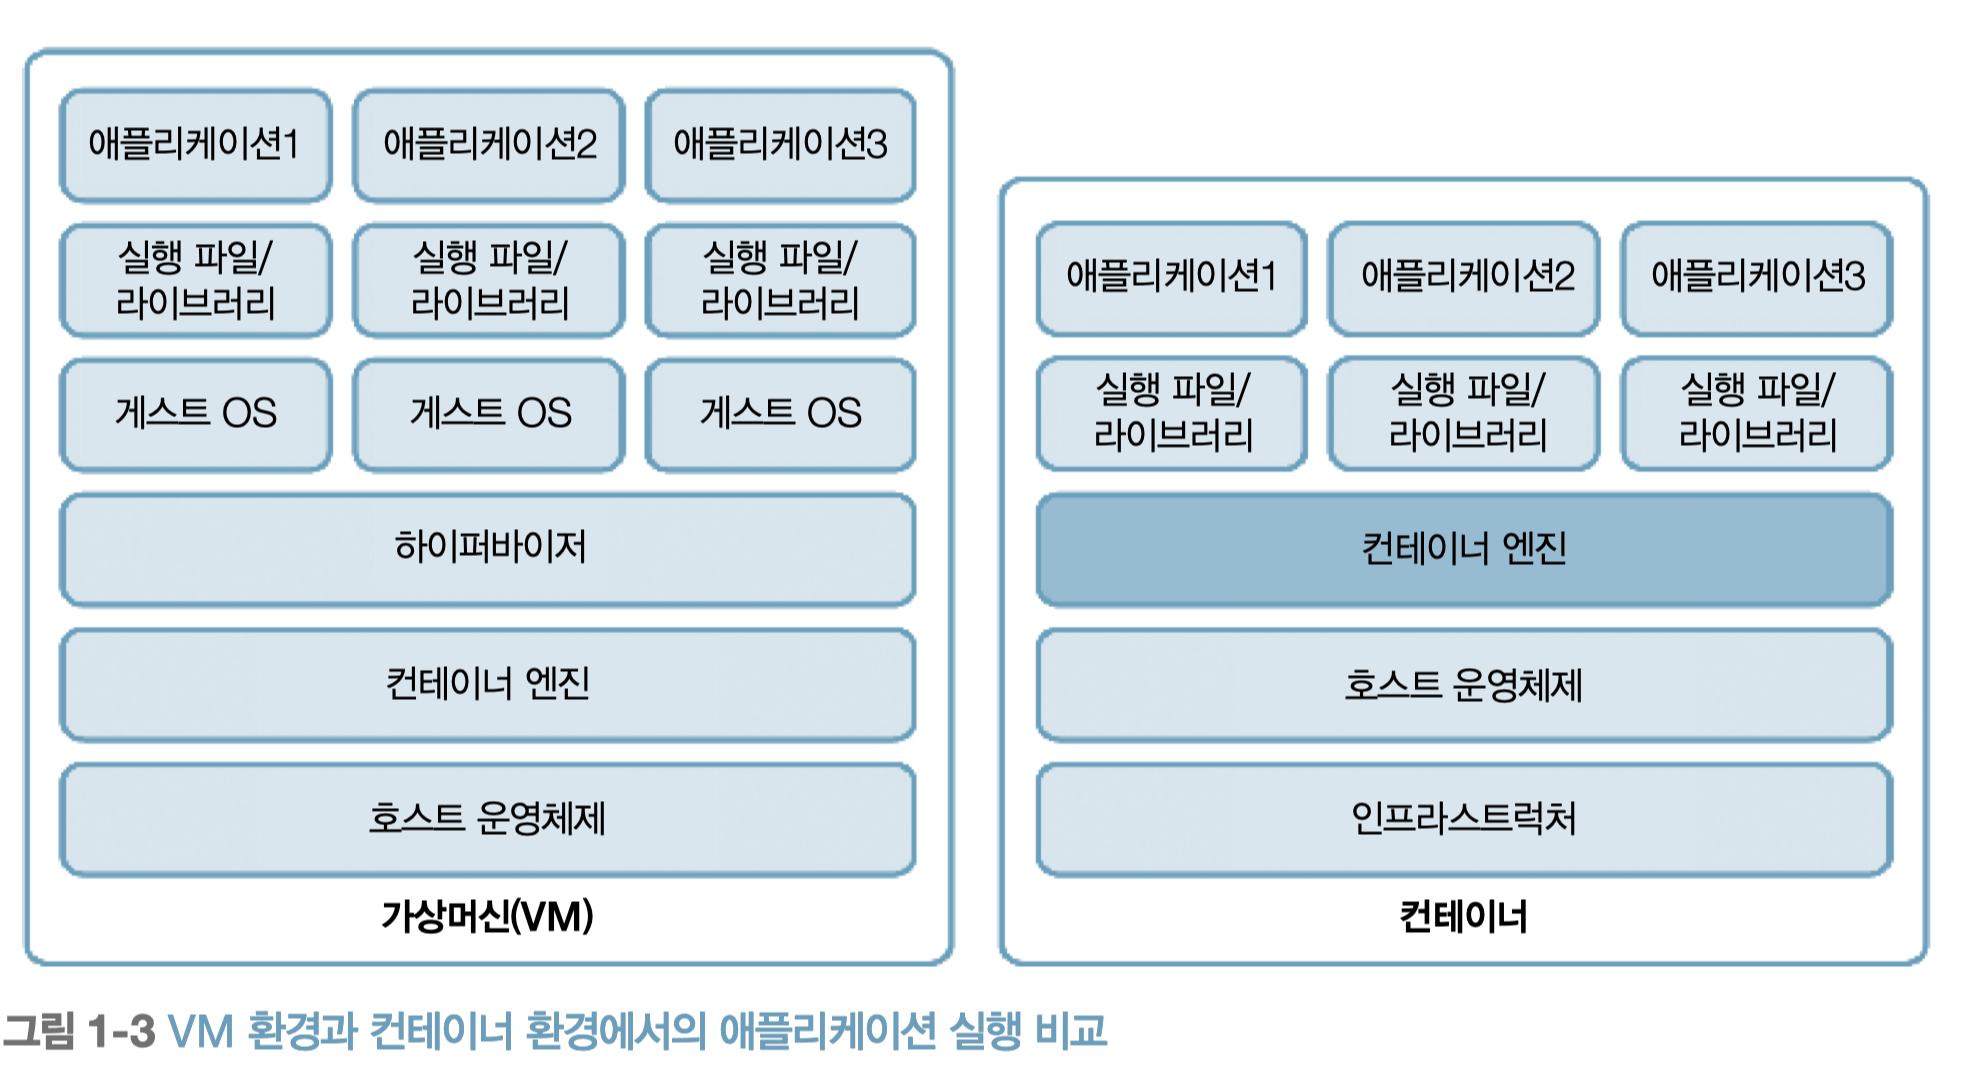 애플리케이션1 애플리케이션2 애플리케이션3
실행 파일/ 실행 파일/ 실행 파일/
라이브러리 라이브러리 라이브러리
게스트 OS 게스트 OS 게스트 OS
하이퍼바이저
컨테이너 엔진
호스트 운영체제
가상머신(VM)
애플리케이션1 애플리케이션2 애플리케이션3
실행 파일/ 실행 파일/ 실행 파일/
라이브러리 라이브러리 라이브러리
컨테이너 엔진
호스트 운영체제
인프라스트럭처
컨테이너
그림 1-3 VM 환경과 컨테이너 환경에서의 애플리케이션 실행 비교